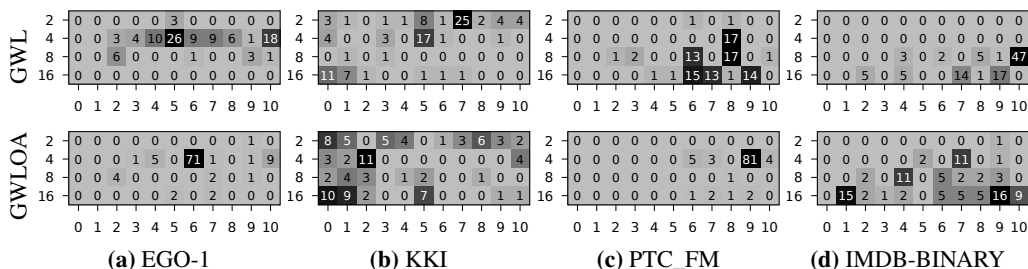 GWL
2 0 0 0 0 0 3 0 0 0 0 0 3 1 0 1 1 8 1 25 2 4 4 2 0 0 0 0 0 0 1 0 1 0 0 2 0 0 0 0 0 0 0 0 0 0 0
4 0 0 3 4 10 26 9 9 6 1 18 4 0 0 3 0 17 1 0 0 0 0 4 0 0 0 0 0 0 0 0 17 0 0 4 0 0 0 0 0 0 0 0 0 0 0
8 0 0 6 0 0 1 0 0 0 3 1 0 0 0 1 0 1 0 0 0 0 0 8 0 0 1 2 0 0 13 0 17 0 1 8 0 0 0 0 3 0 2 0 0 1 47
16 0 0 0 0 0 0 0 0 0 0 0 11 7 1 0 0 1 1 1 0 0 0 16 0 0 0 0 1 1 15 13 1 14 0 16 0 0 5 0 5 0 0 14 1 17 0
0 1 2 3 4 5 6 7 8 9 10 0 1 2 3 4 5 6 7 8 9 10 0 1 2 3 4 5 6 7 8 9 10 0 1 2 3 4 5 6 7 8 9 10
GWLOA
2 0 0 0 0 0 0 0 0 0 1 0 8 5 0 5 4 0 1 3 6 3 2 2 0 0 0 0 0 0 0 0 0 0 0 2 0 0 0 0 0 0 0 0 0 1 0
4 0 0 0 1 5 0 71 0 0 1 9 3 2 11 0 0 0 0 0 0 0 4 4 0 0 0 0 0 0 5 3 0 81 4 4 0 0 0 0 0 2 0 11 0 1 0
8 0 0 4 0 0 0 0 2 0 1 0 2 4 3 0 1 2 0 0 1 0 0 8 0 0 0 0 0 0 0 0 1 0 0 8 0 0 2 0 11 0 5 2 2 3 0
16 0 0 0 0 0 2 0 2 0 0 0 10 9 2 0 0 7 0 0 0 1 1 16 0 0 0 0 0 0 1 2 1 2 0 16 0 15 2 1 2 0 5 5 5 16 9
0 1 2 3 4 5 6 7 8 9 10 0 1 2 3 4 5 6 7 8 9 10 0 1 2 3 4 5 6 7 8 9 10 0 1 2 3 4 5 6 7 8 9 10
(a) EGO-1 (b) KKI (c) PTC_FM (d) IMDB-BINARY